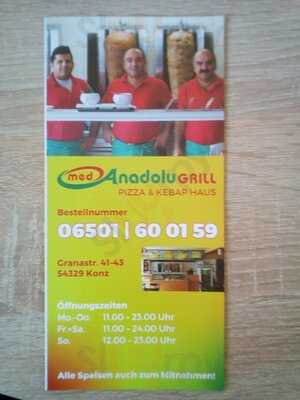 med Anadolu GRILL
PIZZA & KEBAP HAUS
Bestellnummer
06501 | 60 01 59
Granastr. 41-43
54329 Konz
Öffnungszeiten
Mo.-Do. 11.00 - 23.00 Uhr
Fr.+Sa. 11.00 - 24.00 Uhr
So. 12.00 - 23.00 Uhr
Alle Speisen auch zum Mitnehmen!